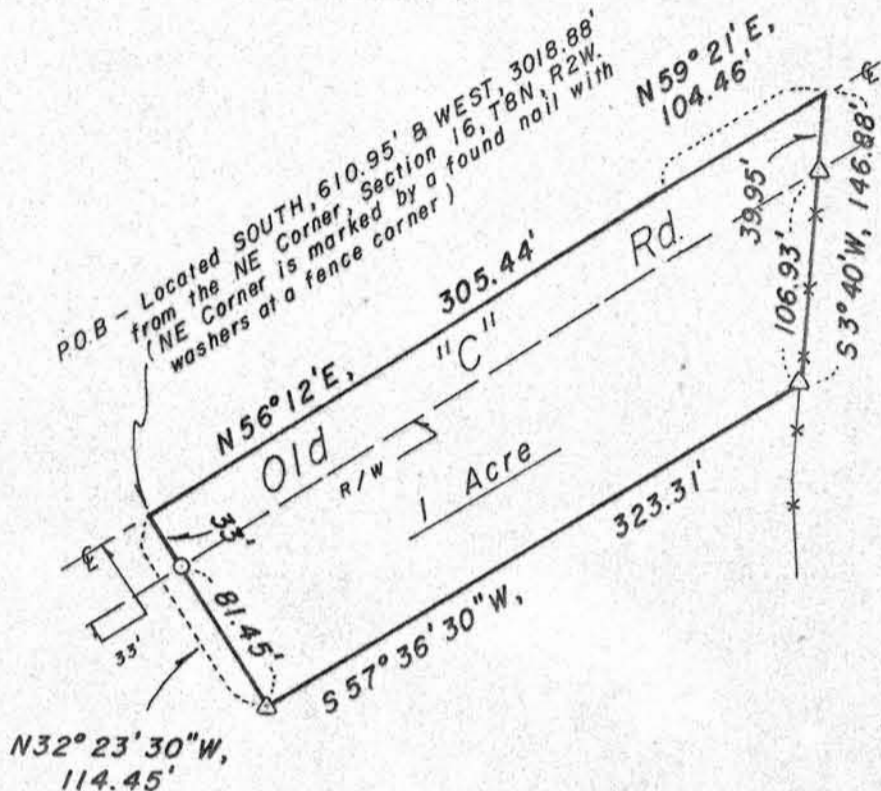 P.O.B - Located SOUTH, 610.95' & WEST, 3018.88'
from the NE Corner, Section 16, T8N, R2W.
(NE Corner is marked by a found nail with
washers at a fence corner)
N 59° 21' E,
104.46'
℄
39.95'
S 3° 40' W, 146.88'
106.93'
305.44'
N 56° 12' E,
Old "C" Rd.
R/W
1 Acre
33'
℄
81.45'
33'
323.31'
S 57° 36' 30" W,
N32° 23' 30" W,
114.45'